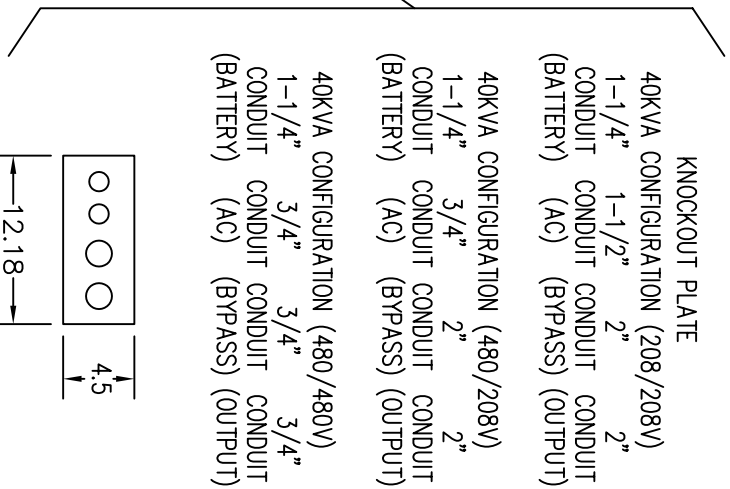 KNOCKOUT PLATE
40KVA CONFIGURATION (208/208V)
1-1/4" 1-1/2" 2" 2"
CONDUIT CONDUIT CONDUIT CONDUIT
(BATTERY) (AC) (BYPASS) (OUTPUT)
40KVA CONFIGURATION (480/208V)
1-1/4" 3/4" 2" 2"
CONDUIT CONDUIT CONDUIT CONDUIT
(BATTERY) (AC) (BYPASS) (OUTPUT)
40KVA CONFIGURATION (480/480V)
1-1/4" 3/4" 3/4" 3/4"
CONDUIT CONDUIT CONDUIT CONDUIT
(BATTERY) (AC) (BYPASS) (OUTPUT)
4.5
12.18